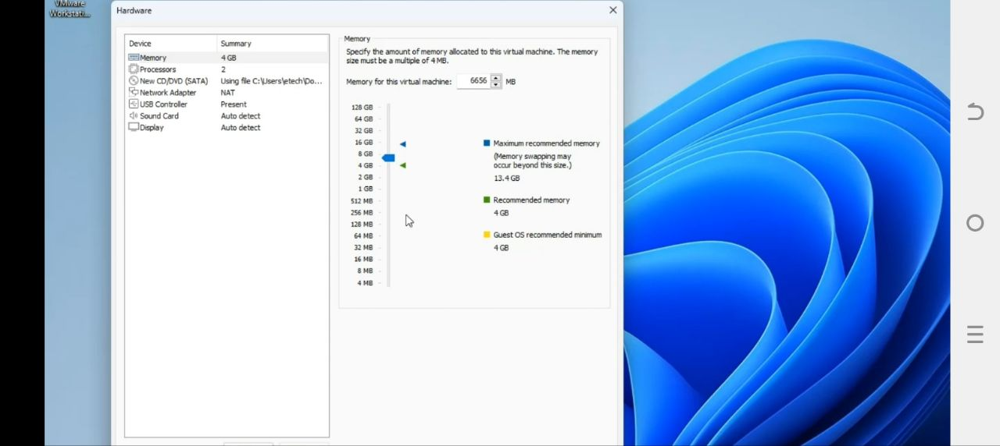 VMware
Workstati...
Hardware
Device Summary
Memory 4 GB
Processors 2
New CD/DVD (SATA) Using file C:\Users\etech\Do...
Network Adapter NAT
USB Controller Present
Sound Card Auto detect
Display Auto detect
Memory
Specify the amount of memory allocated to this virtual machine. The memory
size must be a multiple of 4 MB.
Memory for this virtual machine: 6656 MB
128 GB
64 GB
32 GB
16 GB
8 GB
4 GB
2 GB
1 GB
512 MB
256 MB
128 MB
64 MB
32 MB
16 MB
8 MB
4 MB
Maximum recommended memory
(Memory swapping may
occur beyond this size.)
13.4 GB
Recommended memory
4 GB
Guest OS recommended minimum
4 GB